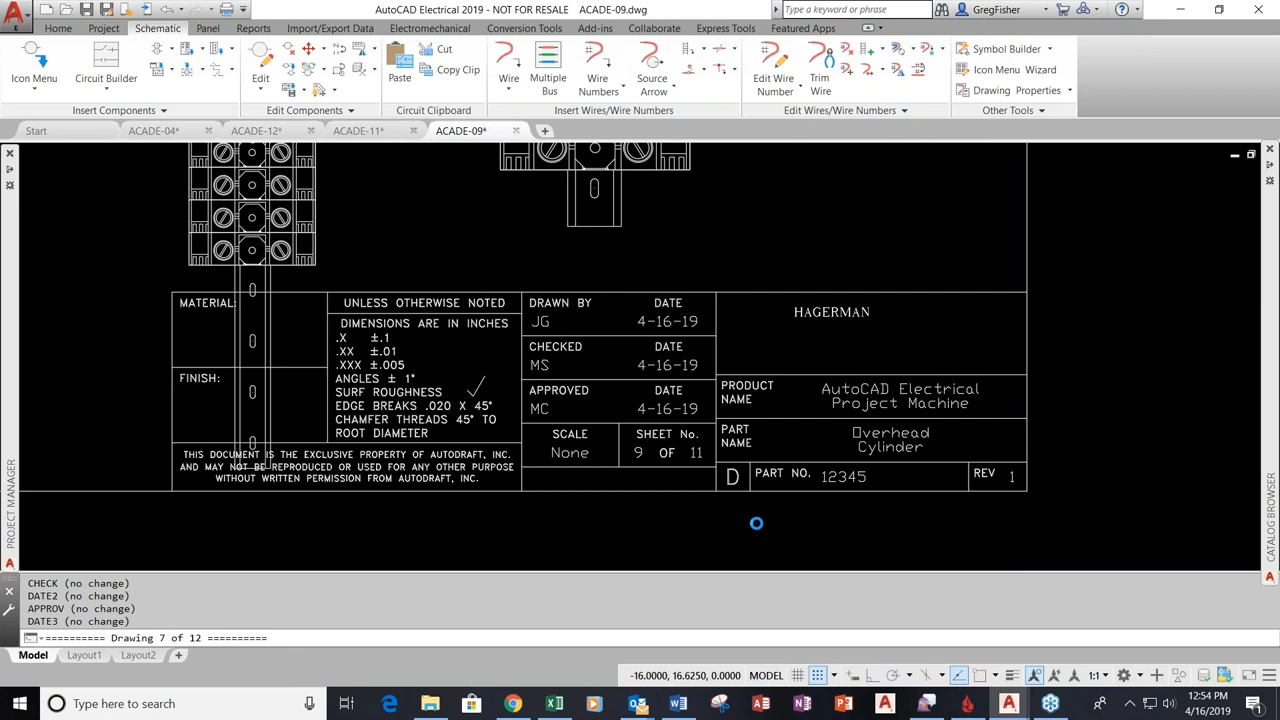 AutoCAD Electrical 2019 - NOT FOR RESALE ACADE-09.dwg
Type a keyword or phrase
GregFisher
Home Project Schematic Panel Reports Import/Export Data Electromechanical Conversion Tools Add-ins Collaborate Express Tools Featured Apps
Icon Menu
Circuit Builder
Edit
Paste
Cut
Copy Clip
Wire
Multiple Bus
Wire Numbers
Source Arrow
Edit Wire Number
Trim Wire
Symbol Builder
Icon Menu Wizard
Drawing Properties
Insert Components
Edit Components
Circuit Clipboard
Insert Wires/Wire Numbers
Edit Wires/Wire Numbers
Other Tools
Start
ACADE-04*
ACADE-12*
ACADE-11*
ACADE-09*
MATERIAL:
FINISH:
UNLESS OTHERWISE NOTED
DIMENSIONS ARE IN INCHES
.X ±.1
.XX ±.01
.XXX ±.005
ANGLES ± 1°
SURF ROUGHNESS
EDGE BREAKS .020 X 45°
CHAMFER THREADS 45° TO
ROOT DIAMETER
THIS DOCUMENT IS THE EXCLUSIVE PROPERTY OF AUTODRAFT, INC.
AND MAY NOT BE REPRODUCED OR USED FOR ANY OTHER PURPOSE
WITHOUT WRITTEN PERMISSION FROM AUTODRAFT, INC.
DRAWN BY DATE
JG 4-16-19
CHECKED DATE
MS 4-16-19
APPROVED DATE
MC 4-16-19
SCALE
None
SHEET No.
9 OF 11
HAGERMAN
PRODUCT NAME
AutoCAD Electrical
Project Machine
PART NAME
Overhead
Cylinder
D
PART NO. 12345
REV 1
PROJECT MANAGER
CATALOG BROWSER
CHECK (no change)
DATE2 (no change)
APPROV (no change)
DATE3 (no change)
========== Drawing 7 of 12 ==========
Model Layout1 Layout2
-16.0000, 16.6250, 0.0000 MODEL
1:1
Type here to search
12:54 PM
4/16/2019